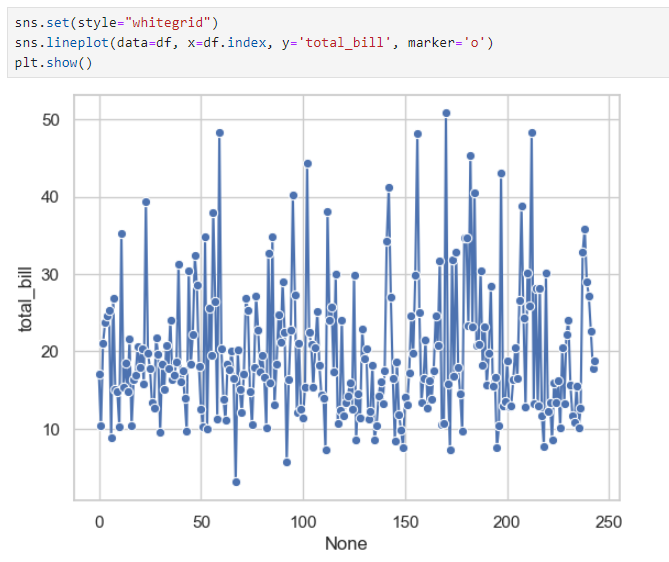 sns.set(style="whitegrid")
sns.lineplot(data=df, x=df.index, y='total_bill', marker='o')
plt.show()
50
40
30
20
10
total_bill
0 50 100 150 200 250
None